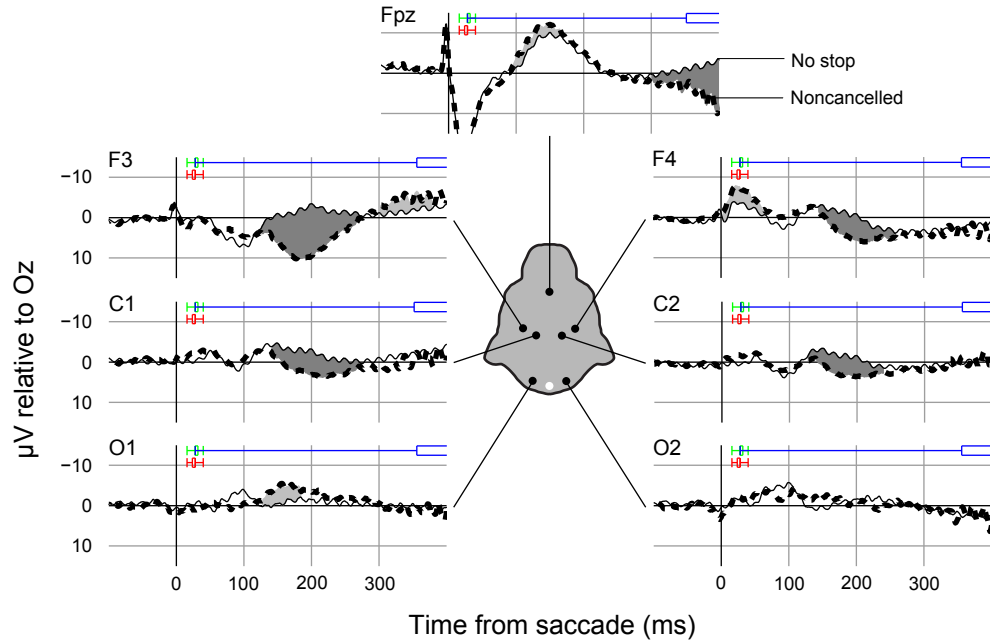 Fpz
No stop
Noncancelled
F3
F4
−10
0
10
C1
C2
−10
0
10
O1
O2
−10
0
10
0 100 200 300
0 100 200 300
µV relative to Oz
Time from saccade (ms)